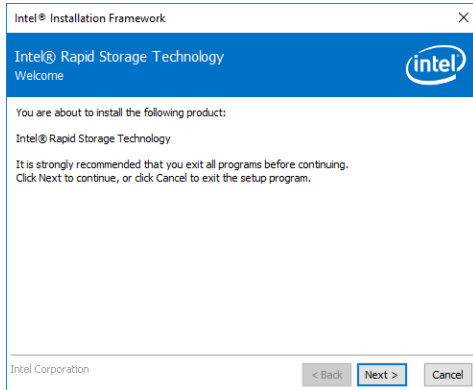 Intel® Installation Framework
Intel® Rapid Storage Technology
Welcome
intel
You are about to install the following product:
Intel® Rapid Storage Technology
It is strongly recommended that you exit all programs before continuing.
Click Next to continue, or click Cancel to exit the setup program.
Intel Corporation
< Back Next > Cancel